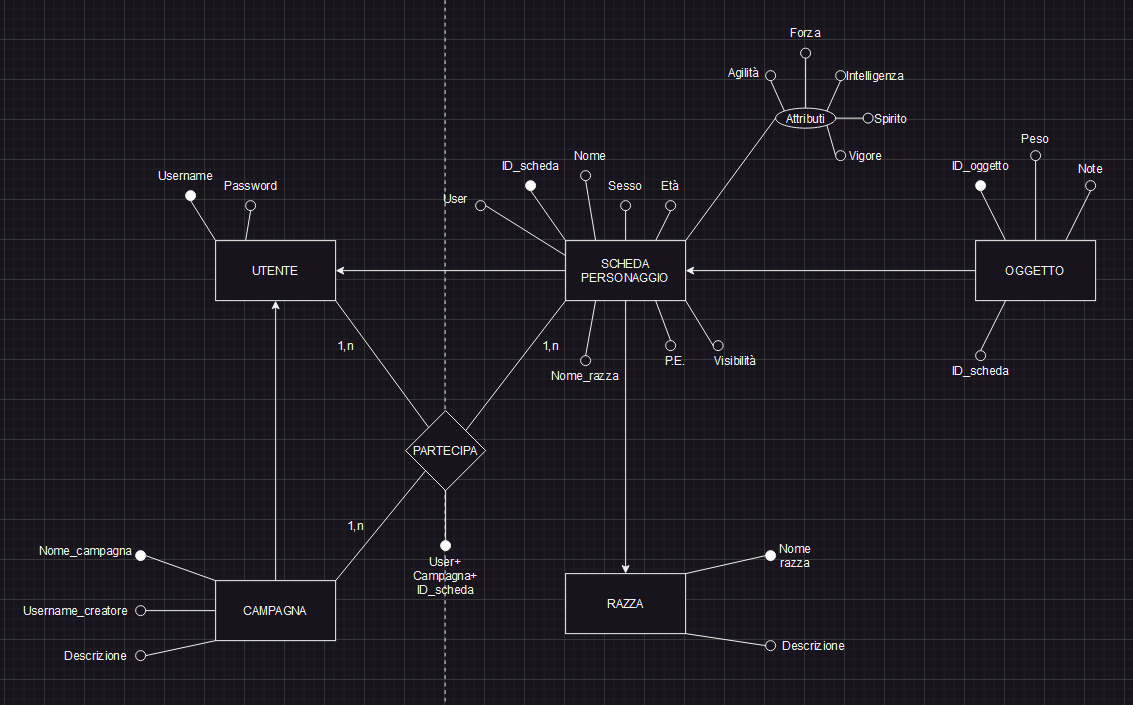 Forza
Agilità
Intelligenza
Attributi
Spirito
Vigore
Peso
ID_oggetto
Note
Nome
ID_scheda
Sesso
Età
User
Username
Password
UTENTE
SCHEDA
PERSONAGGIO
OGGETTO
1,n
1,n
Nome_razza
P.E.
Visibilità
ID_scheda
PARTECIPA
1,n
Nome_campagna
User+
Campagna+
ID_scheda
Nome
razza
Username_creatore
CAMPAGNA
RAZZA
Descrizione
Descrizione